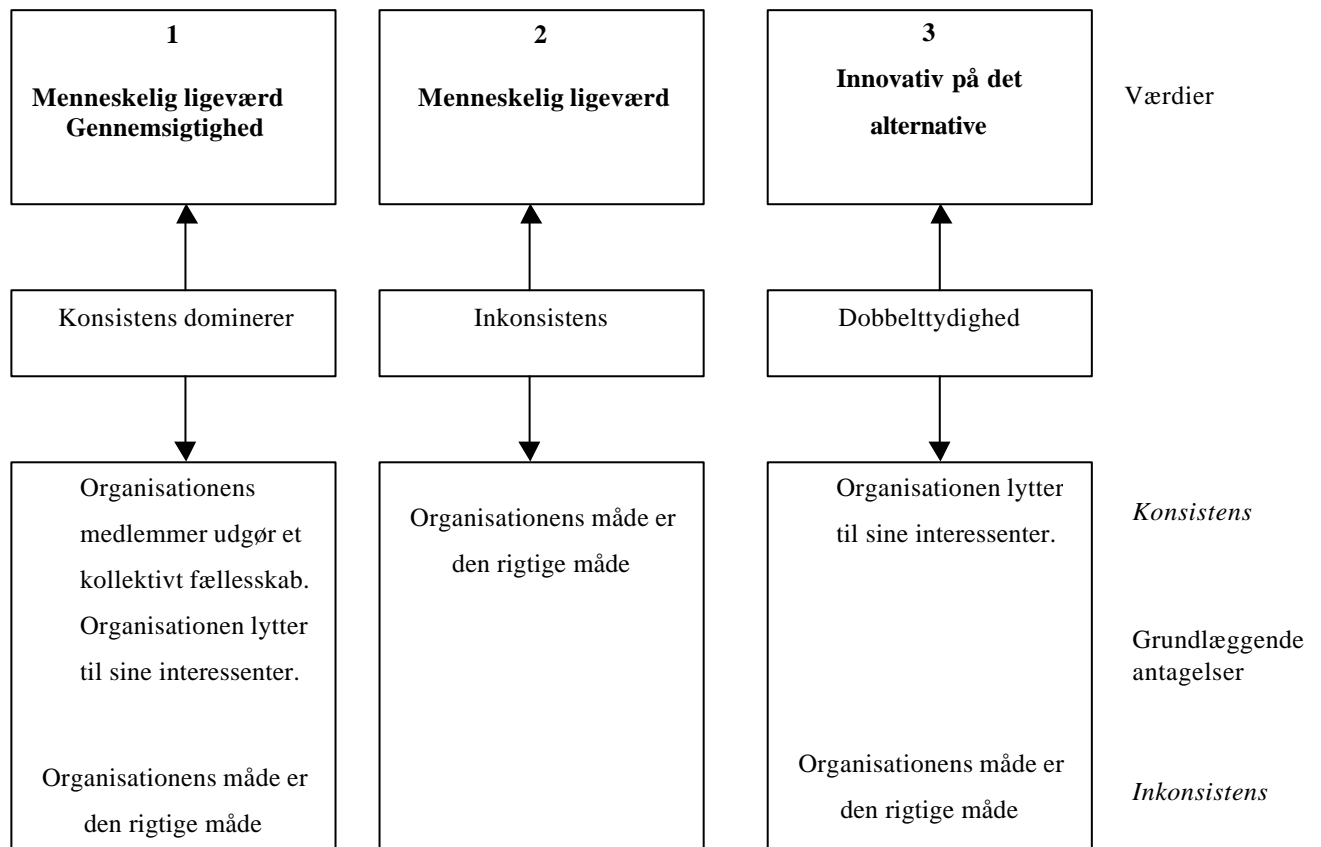 1
Menneskelig ligeværd
Gennemsigtighed
2
Menneskelig ligeværd
3
Innovativ på det
alternative
Værdier
Konsistens dominerer
Inkonsistens
Dobbelttydighed
Organisationens
medlemmer udgør et
kollektivt fællesskab.
Organisationen lytter
til sine interessenter.
Organisationens måde er
den rigtige måde
Organisationens måde er
den rigtige måde
Organisationen lytter
til sine interessenter.
Organisationens måde er
den rigtige måde
Konsistens
Grundlæggende
antagelser
Inkonsistens